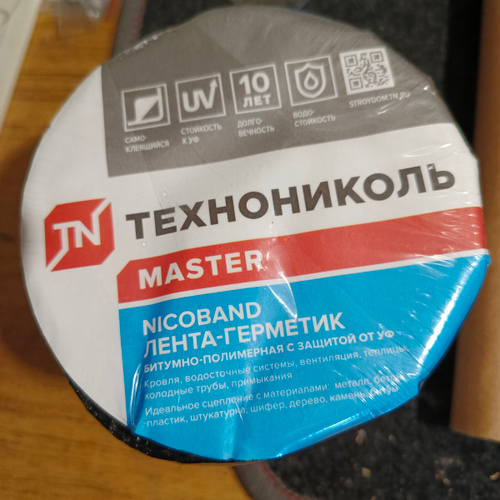 САМО-
КЛЕЯЩИЙСЯ
UV
СТОЙКОСТЬ
К УФ
10
ЛЕТ
ДОЛГО-
ВЕЧНОСТЬ
ВОДО-
СТОЙКОСТЬ
STROYDOM.TN.RU
TN ТЕХНОНИКОЛЬ
MASTER
NICOBAND
ЛЕНТА-ГЕРМЕТИК
БИТУМНО-ПОЛИМЕРНАЯ С ЗАЩИТОЙ ОТ УФ
Кровля, водосточные системы, вентиляция, теплицы,
холодные трубы, примыкания
Идеальное сцепление с материалами: металл, бетон,
пластик, штукатурка, шифер, дерево, камень,